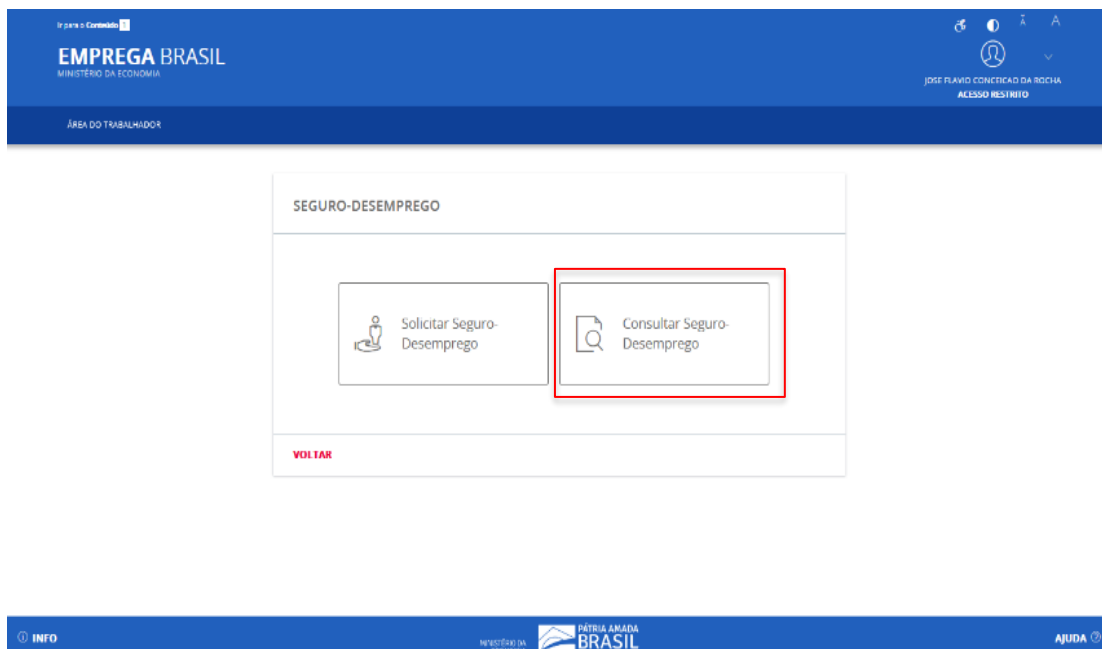 Ir para o Conteúdo 1
A A
EMPREGA BRASIL
MINISTÉRIO DA ECONOMIA
JOSE FLAVIO CONCEICAO DA ROCHA
ACESSO RESTRITO
ÁREA DO TRABALHADOR
SEGURO-DESEMPREGO
Solicitar Seguro-
Desemprego
Consultar Seguro-
Desemprego
VOLTAR
INFO
MINISTÉRIO DA
PÁTRIA AMADA
BRASIL
AJUDA